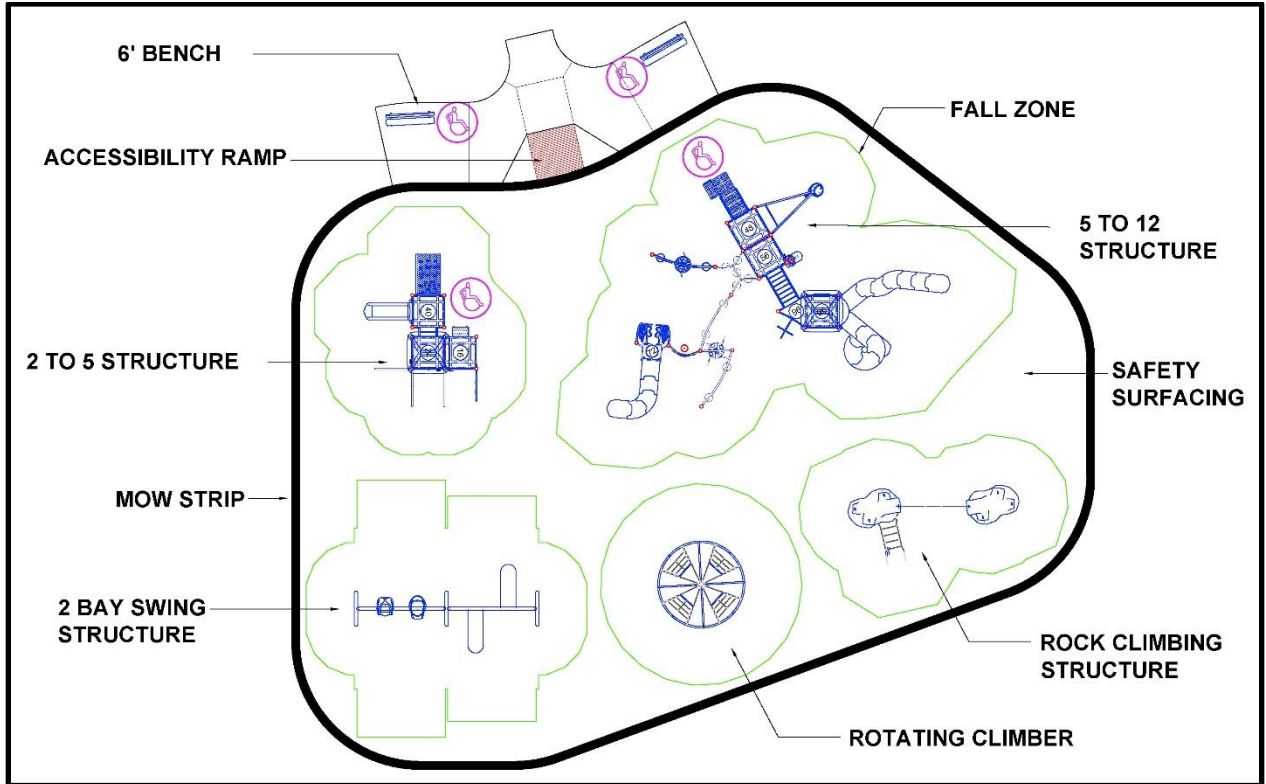 6' BENCH
ACCESSIBILITY RAMP
FALL ZONE
5 TO 12
STRUCTURE
2 TO 5 STRUCTURE
SAFETY
SURFACING
MOW STRIP
2 BAY SWING
STRUCTURE
ROCK CLIMBING
STRUCTURE
ROTATING CLIMBER